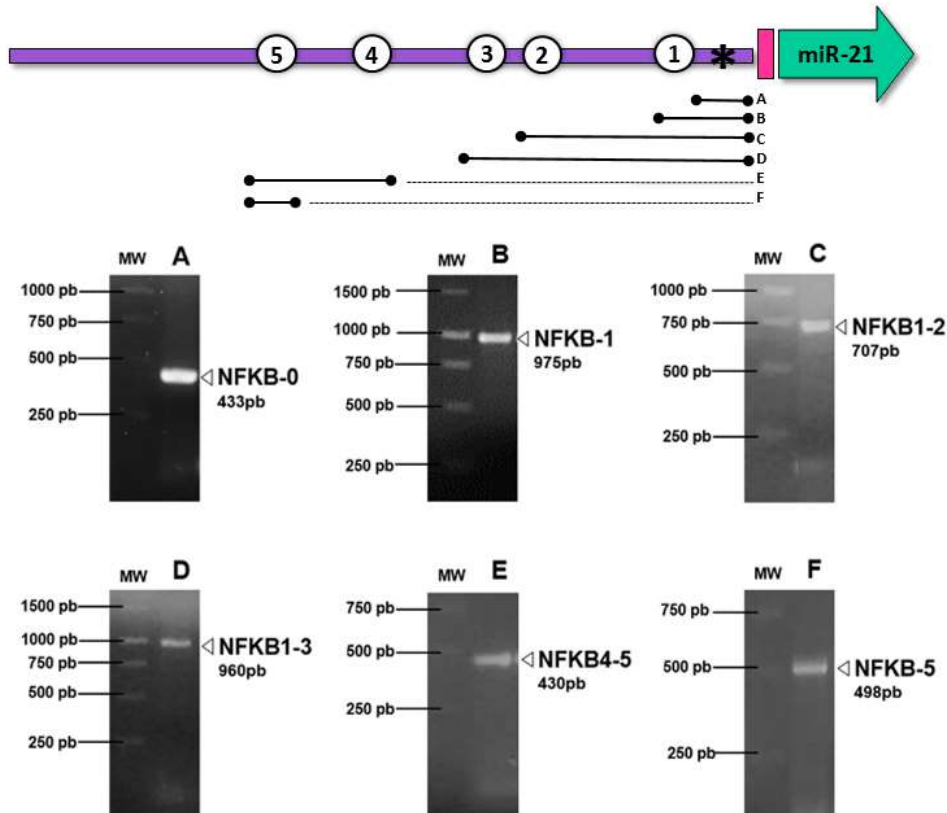 5 4 3 2 1 * miR-21
A
B
C
D
E
F
MW A
1000 pb
750 pb
500 pb
250 pb
NFKB-0
433pb
MW B
1500 pb
1000 pb
750 pb
500 pb
250 pb
NFKB-1
975pb
MW C
1000 pb
750 pb
500 pb
250 pb
NFKB1-2
707pb
MW D
1500 pb
1000 pb
750 pb
500 pb
250 pb
NFKB1-3
960pb
MW E
750 pb
500 pb
250 pb
NFKB4-5
430pb
MW F
750 pb
500 pb
250 pb
NFKB-5
498pb